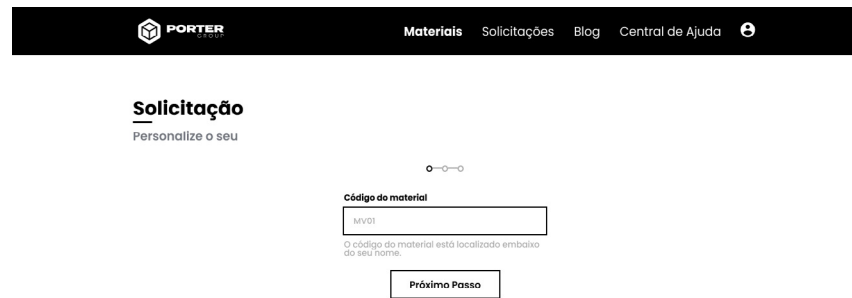 PORTER
GROUP
Materiais Solicitações Blog Central de Ajuda
Solicitação
Personalize o seu
Código do material
MV01
O código do material está localizado embaixo
do seu nome.
Próximo Passo